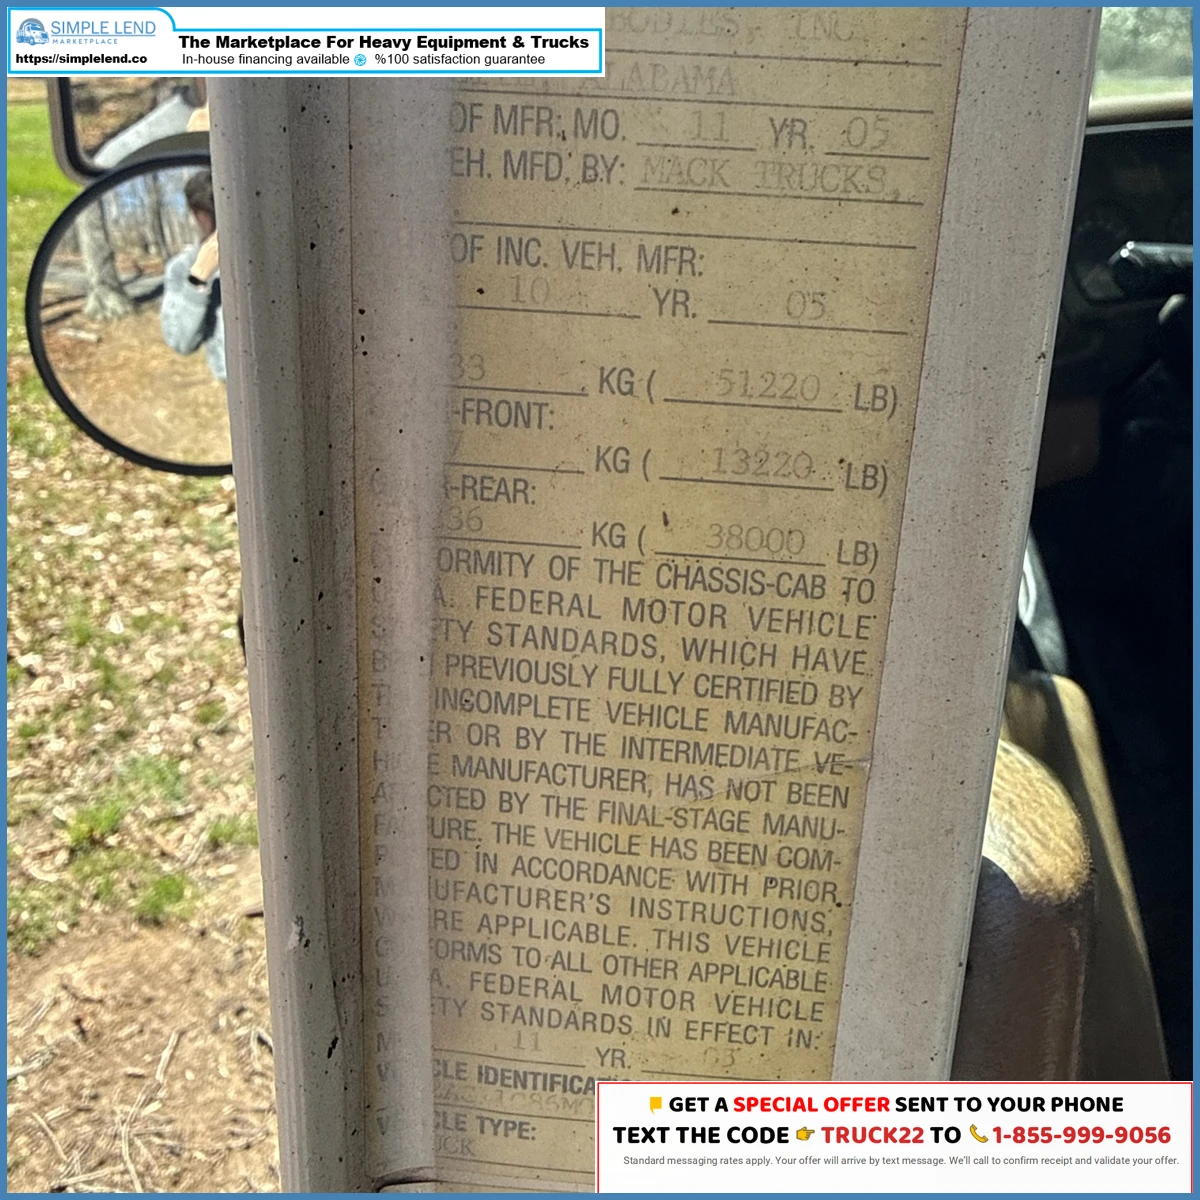 SIMPLE LEND
MARKETPLACE
https://simplelend.co
The Marketplace For Heavy Equipment & Trucks
In-house financing available %100 satisfaction guarantee
BODIES INC
ALABAMA
OF MFR: MO. 11 YR. 05
EH. MFD. BY: MACK TRUCKS,
OF INC. VEH. MFR:
10 YR. 05
33 KG ( 51220 LB)
-FRONT:
7 KG ( 13220 LB)
-REAR:
36 KG ( 38000 LB)
ORMITY OF THE CHASSIS-CAB TO
A. FEDERAL MOTOR VEHICLE
TY STANDARDS, WHICH HAVE
PREVIOUSLY FULLY CERTIFIED BY
INCOMPLETE VEHICLE MANUFAC-
ER OR BY THE INTERMEDIATE VE-
E MANUFACTURER, HAS NOT BEEN
CTED BY THE FINAL-STAGE MANU-
URE. THE VEHICLE HAS BEEN COM-
ED IN ACCORDANCE WITH PRIOR
UFACTURER'S INSTRUCTIONS,
RE APPLICABLE. THIS VEHICLE
FORMS TO ALL OTHER APPLICABLE
A. FEDERAL MOTOR VEHICLE
TY STANDARDS IN EFFECT IN:
11 YR. 03
CLE IDENTIFICA
CLE TYPE:
UCK
GET A SPECIAL OFFER SENT TO YOUR PHONE
TEXT THE CODE 👉 TRUCK22 TO 📞 1-855-999-9056
Standard messaging rates apply. Your offer will arrive by text message. We'll call to confirm receipt and validate your offer.